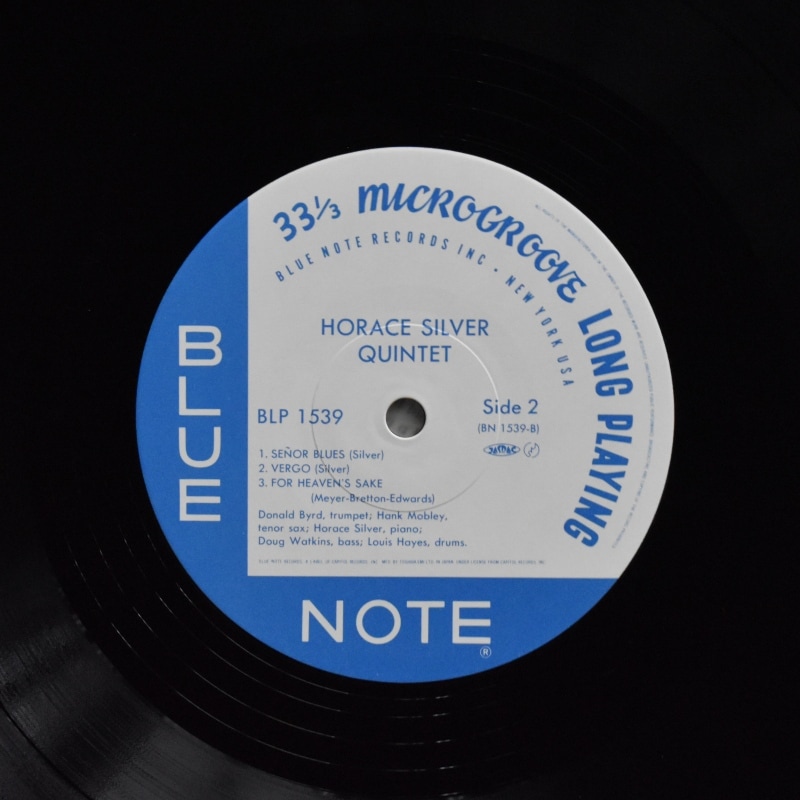 33⅓ MICROGROOVE LONG PLAYING
BLUE NOTE RECORDS INC • NEW YORK USA
HORACE SILVER
QUINTET
BLP 1539
Side 2
(BN 1539-B)
JASRAC
1. SEÑOR BLUES (Silver)
2. VERGO (Silver)
3. FOR HEAVEN'S SAKE
(Meyer-Bretton-Edwards)
Donald Byrd, trumpet; Hank Mobley,
tenor sax; Horace Silver, piano;
Doug Watkins, bass; Louis Hayes, drums.
BLUE
NOTE
®